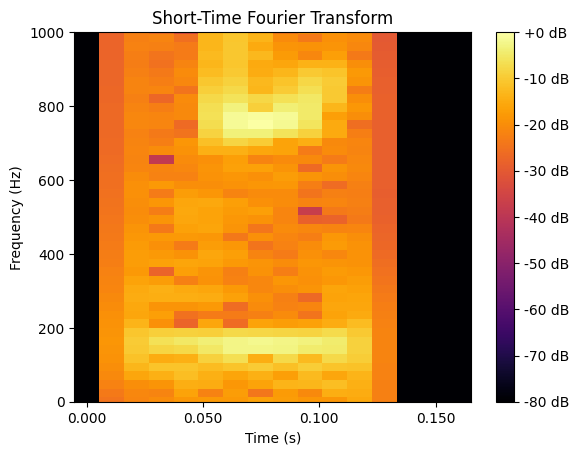 Short-Time Fourier Transform
1000
800
600
400
200
0
Frequency (Hz)
0.000
0.050
0.100
0.150
Time (s)
+0 dB
-10 dB
-20 dB
-30 dB
-40 dB
-50 dB
-60 dB
-70 dB
-80 dB